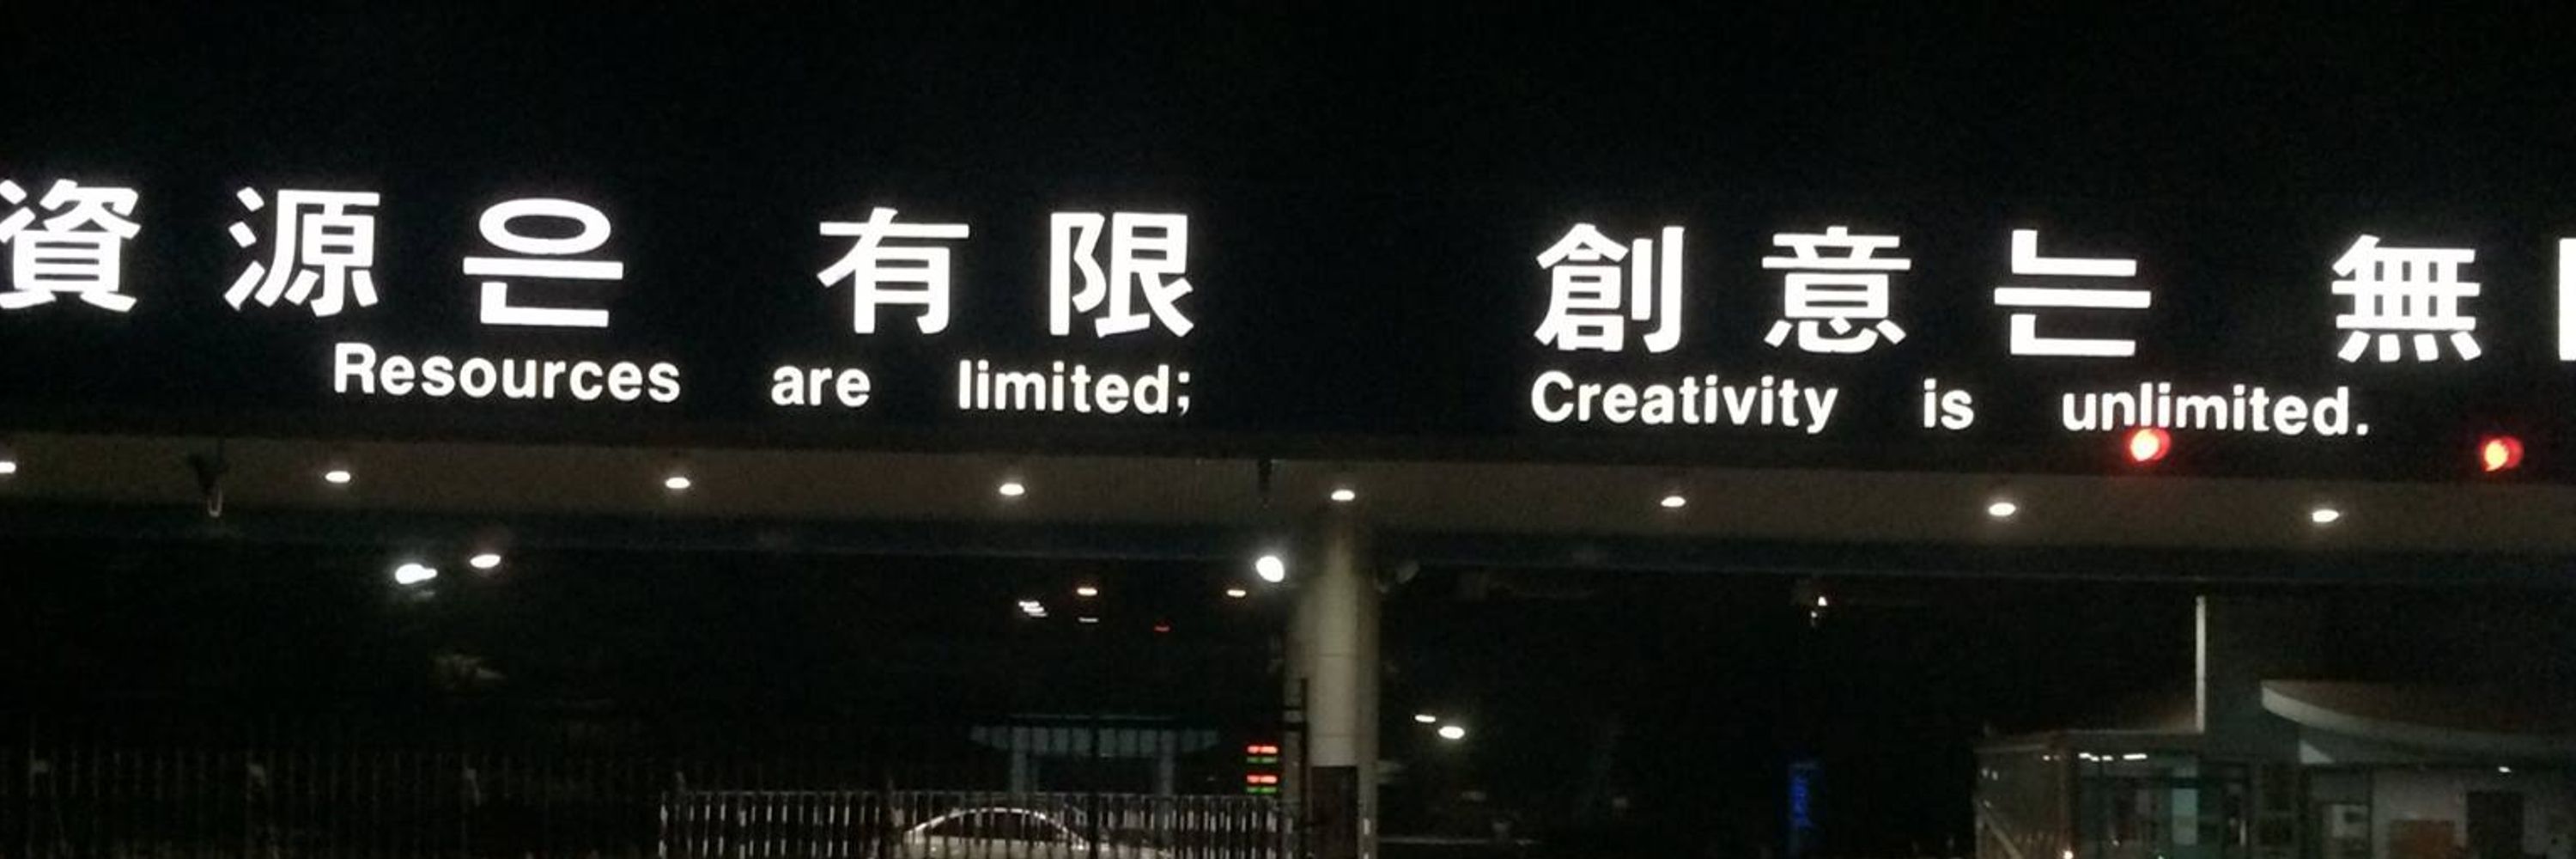 資源은 有限 創意는 無
Resources are limited; Creativity is unlimited.